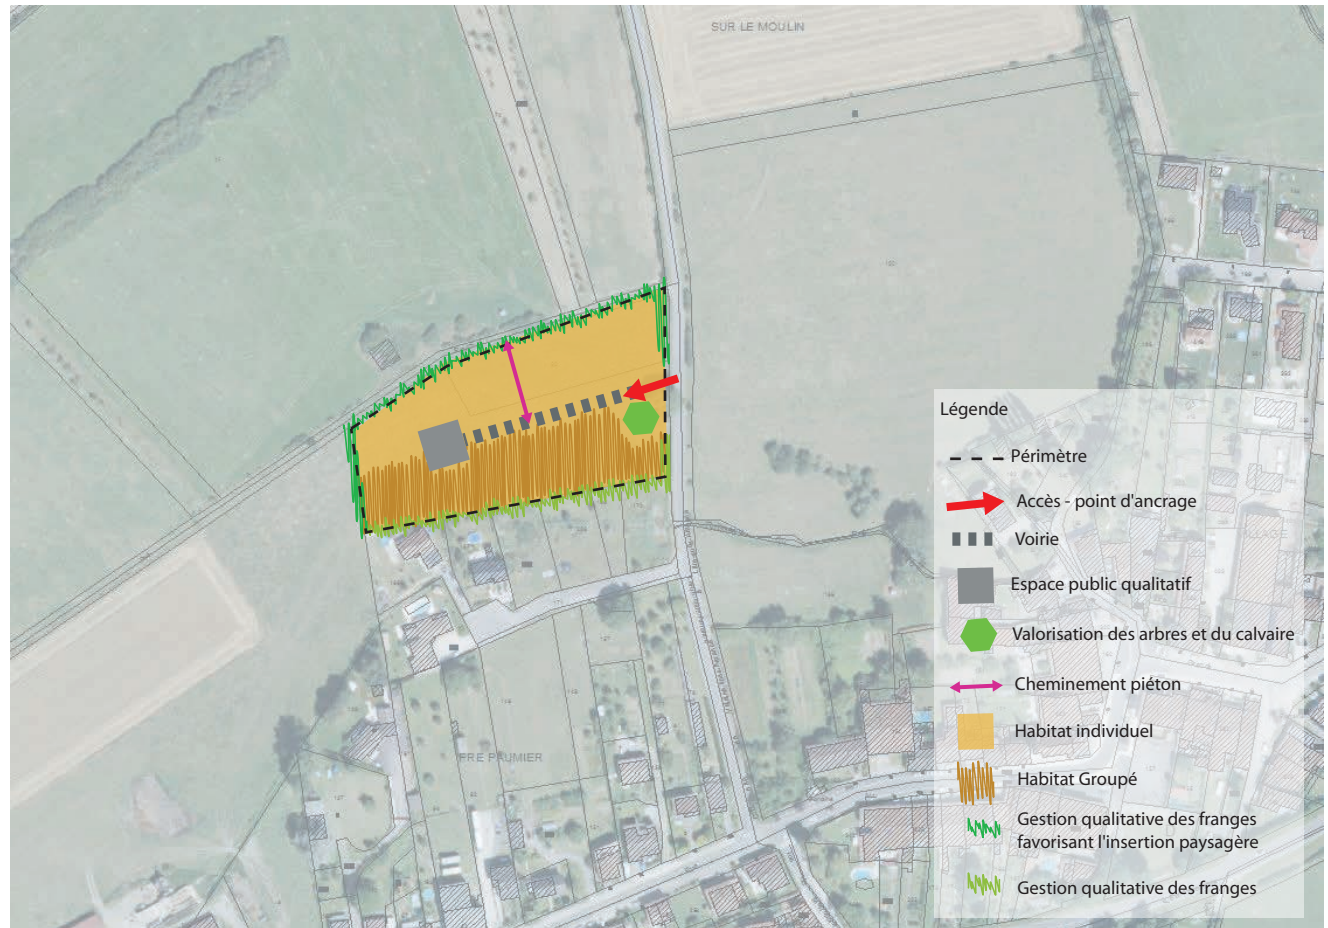 SUR LE MOULIN
Légende
Périmètre
Accès - point d'ancrage
Voirie
Espace public qualitatif
Valorisation des arbres et du calvaire
Cheminement piéton
Habitat individuel
Habitat Groupé
Gestion qualitative des franges
favorisant l'insertion paysagère
Gestion qualitative des franges
PRE PAUMIER